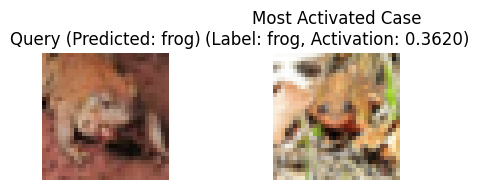 Most Activated Case
Query (Predicted: frog) (Label: frog, Activation: 0.3620)